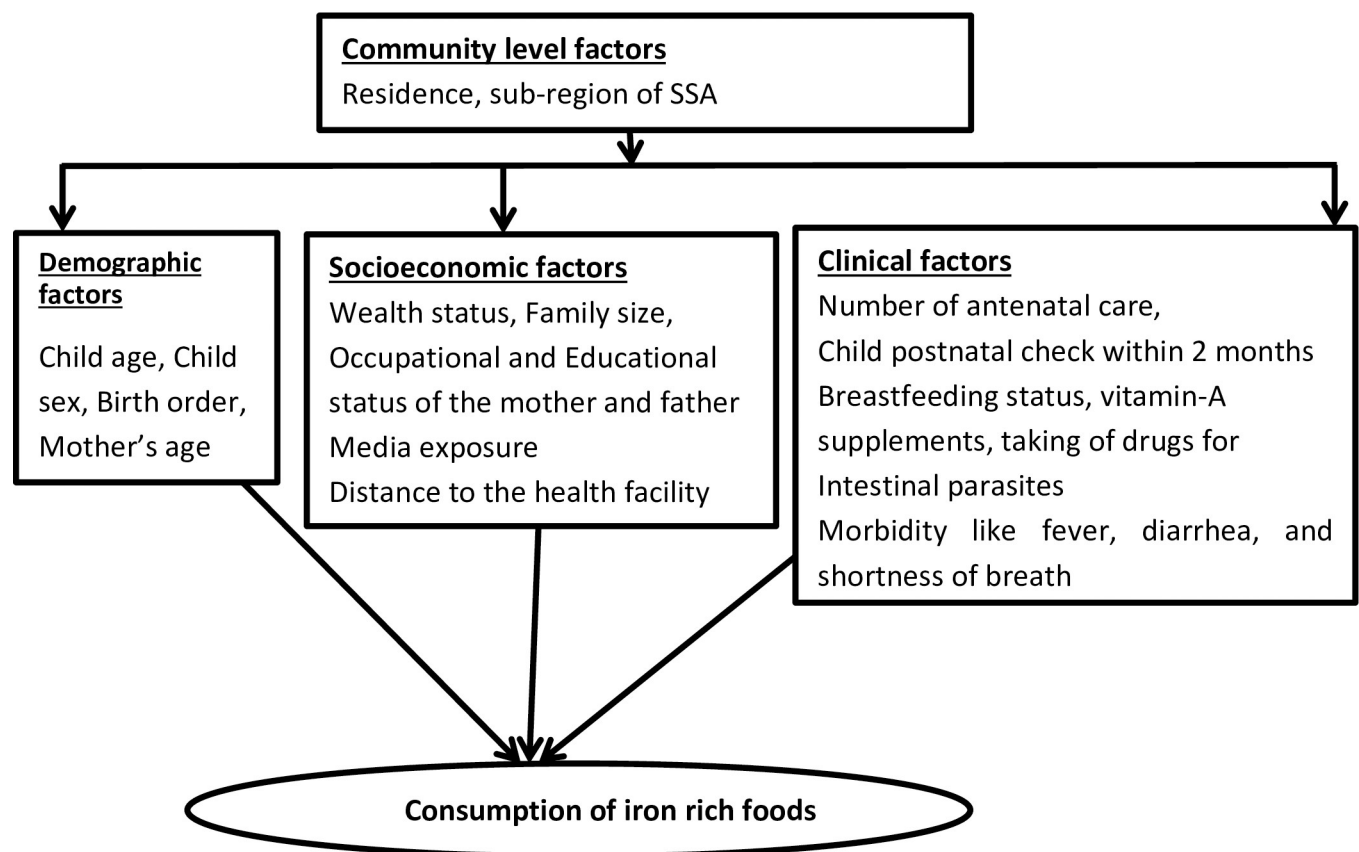 Community level factors
Residence, sub-region of SSA
Demographic
factors
Child age, Child
sex, Birth order,
Mother’s age
Socioeconomic factors
Wealth status, Family size,
Occupational and Educational
status of the mother and father
Media exposure
Distance to the health facility
Clinical factors
Number of antenatal care,
Child postnatal check within 2 months
Breastfeeding status, vitamin-A
supplements, taking of drugs for
Intestinal parasites
Morbidity like fever, diarrhea, and
shortness of breath
Consumption of iron rich foods